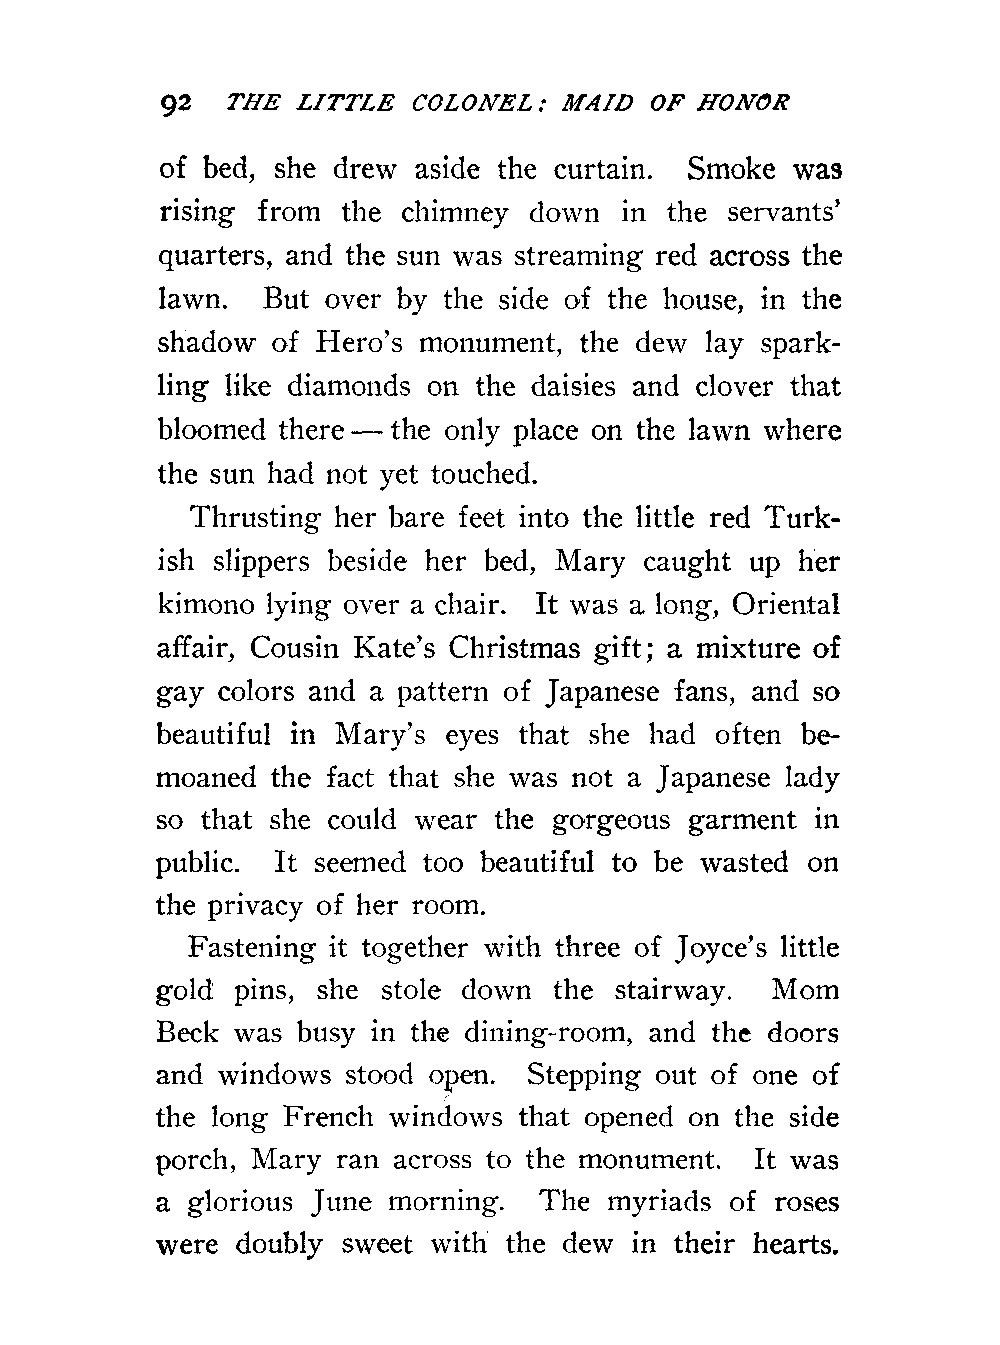 92 THE LITTLE COLONEL: MAID OF HONOR
of bed, she drew aside the curtain. Smoke was
rising from the chimney down in the servants'
quarters, and the sun was streaming red across the
lawn. But over by the side of the house, in the
shadow of Hero's monument, the dew lay spark-
ling like diamonds on the daisies and clover that
bloomed there — the only place on the lawn where
the sun had not yet touched.
Thrusting her bare feet into the little red Turk-
ish slippers beside her bed, Mary caught up her
kimono lying over a chair. It was a long, Oriental
affair, Cousin Kate's Christmas gift; a mixture of
gay colors and a pattern of Japanese fans, and so
beautiful in Mary's eyes that she had often be-
moaned the fact that she was not a Japanese lady
so that she could wear the gorgeous garment in
public. It seemed too beautiful to be wasted on
the privacy of her room.
Fastening it together with three of Joyce's little
gold pins, she stole down the stairway. Mom
Beck was busy in the dining-room, and the doors
and windows stood open. Stepping out of one of
the long French windows that opened on the side
porch, Mary ran across to the monument. It was
a glorious June morning. The myriads of roses
were doubly sweet with the dew in their hearts.